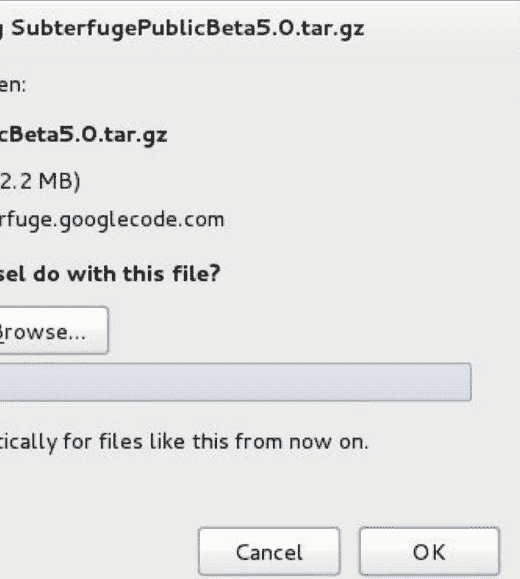 SubterfugePublicBeta5.0.tar.gz
en:
cBeta5.0.tar.gz
2.2 MB)
rfuge.googlecode.com
sel do with this file?
Browse...
tically for files like this from now on.
Cancel
OK